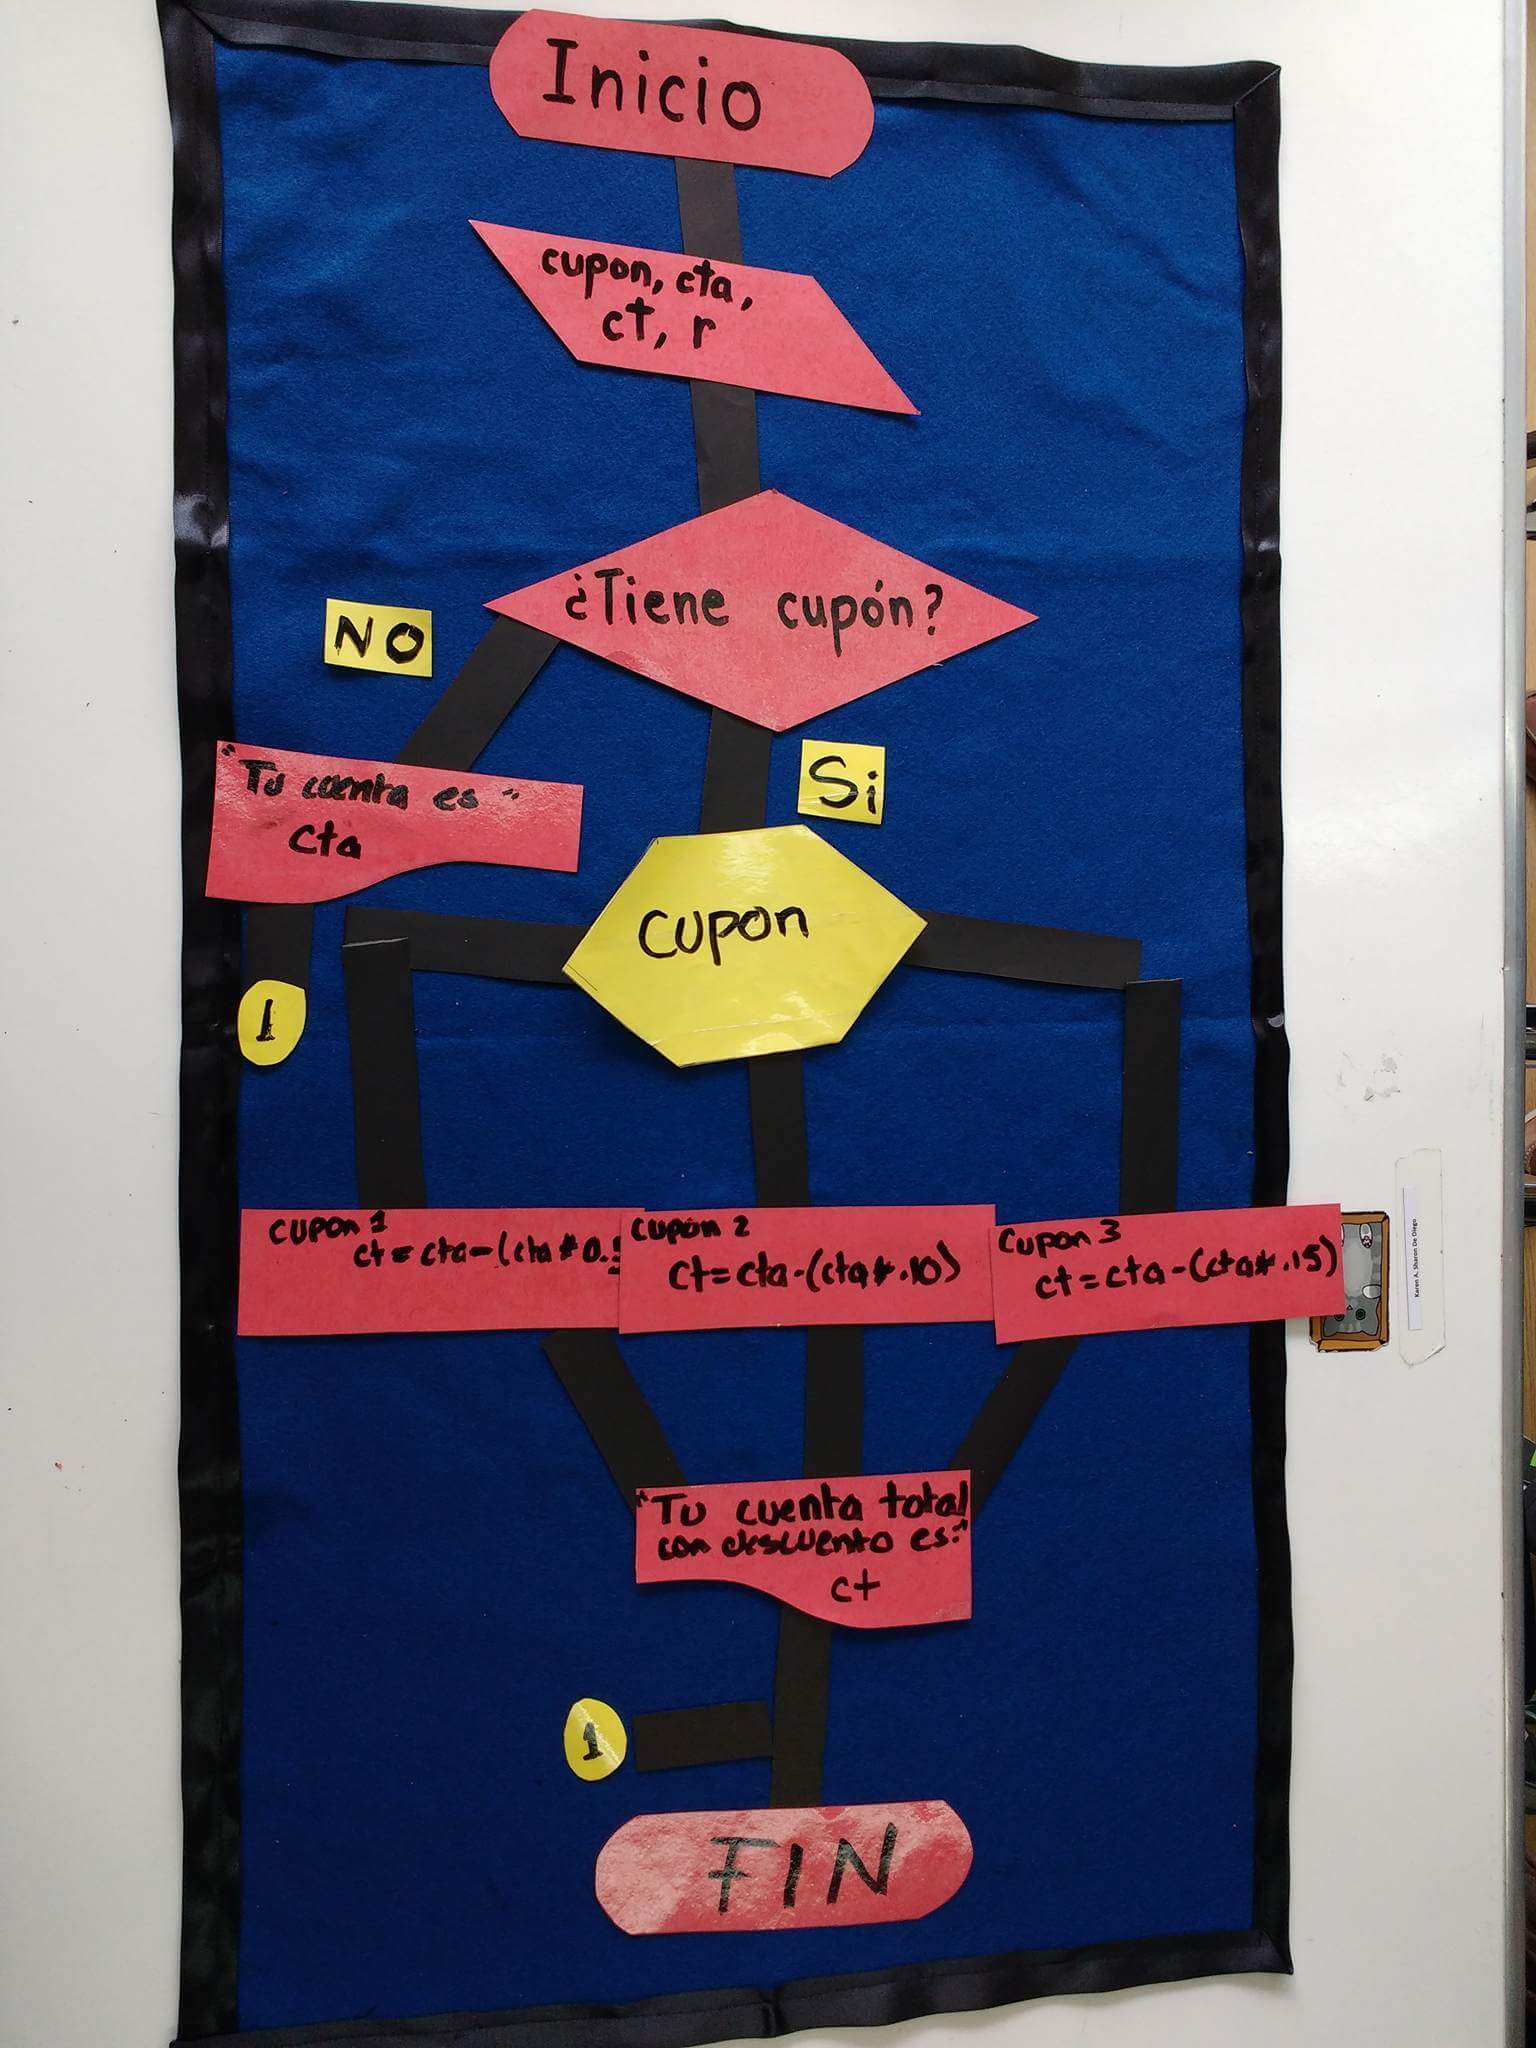 Inicio
cupon, cta,
ct, r
¿Tiene cupón?
NO
Si
"Tu cuenta es"
cta
cupon
1
cupon 1
ct = cta - (cta * 0.5
cupon 2
ct = cta - (cta * .10)
cupon 3
ct = cta - (cta * .15)
Karen A. Sharon De Diego
"Tu cuenta total
con descuento es:"
ct
1
FIN